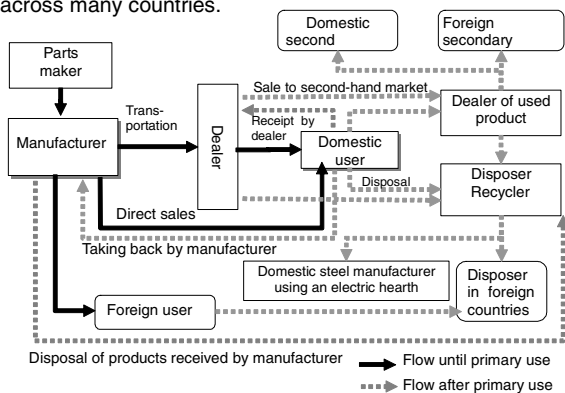 across many countries.
Domestic
second
Foreign
secondary
Parts
maker
Sale to second-hand market
Trans-
portation
Dealer
Receipt by
dealer
Dealer of used
product
Manufacturer
Domestic
user
Disposal
Disposer
Recycler
Direct sales
Taking back by manufacturer
Domestic steel manufacturer
using an electric hearth
Disposer
in foreign
countries
Foreign user
Disposal of products received by manufacturer
Flow until primary use
Flow after primary use